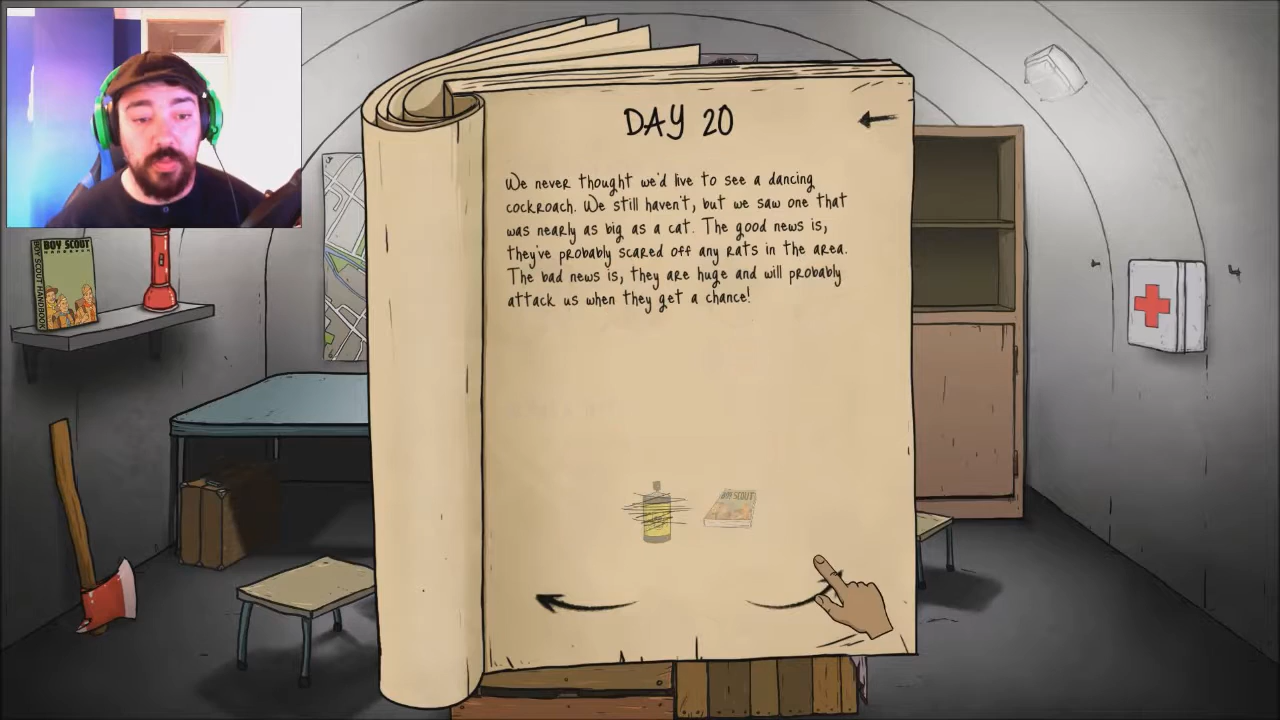 DAY 20
We never thought we'd live to see a dancing
cockroach. We still haven't, but we saw one that
was nearly as big as a cat. The good news is,
they've probably scared off any rats in the area.
The bad news is, they are huge and will probably
attack us when they get a chance!
BOY SCOUT
BOY SCOUT HANDBOOK
BOY SCOUT